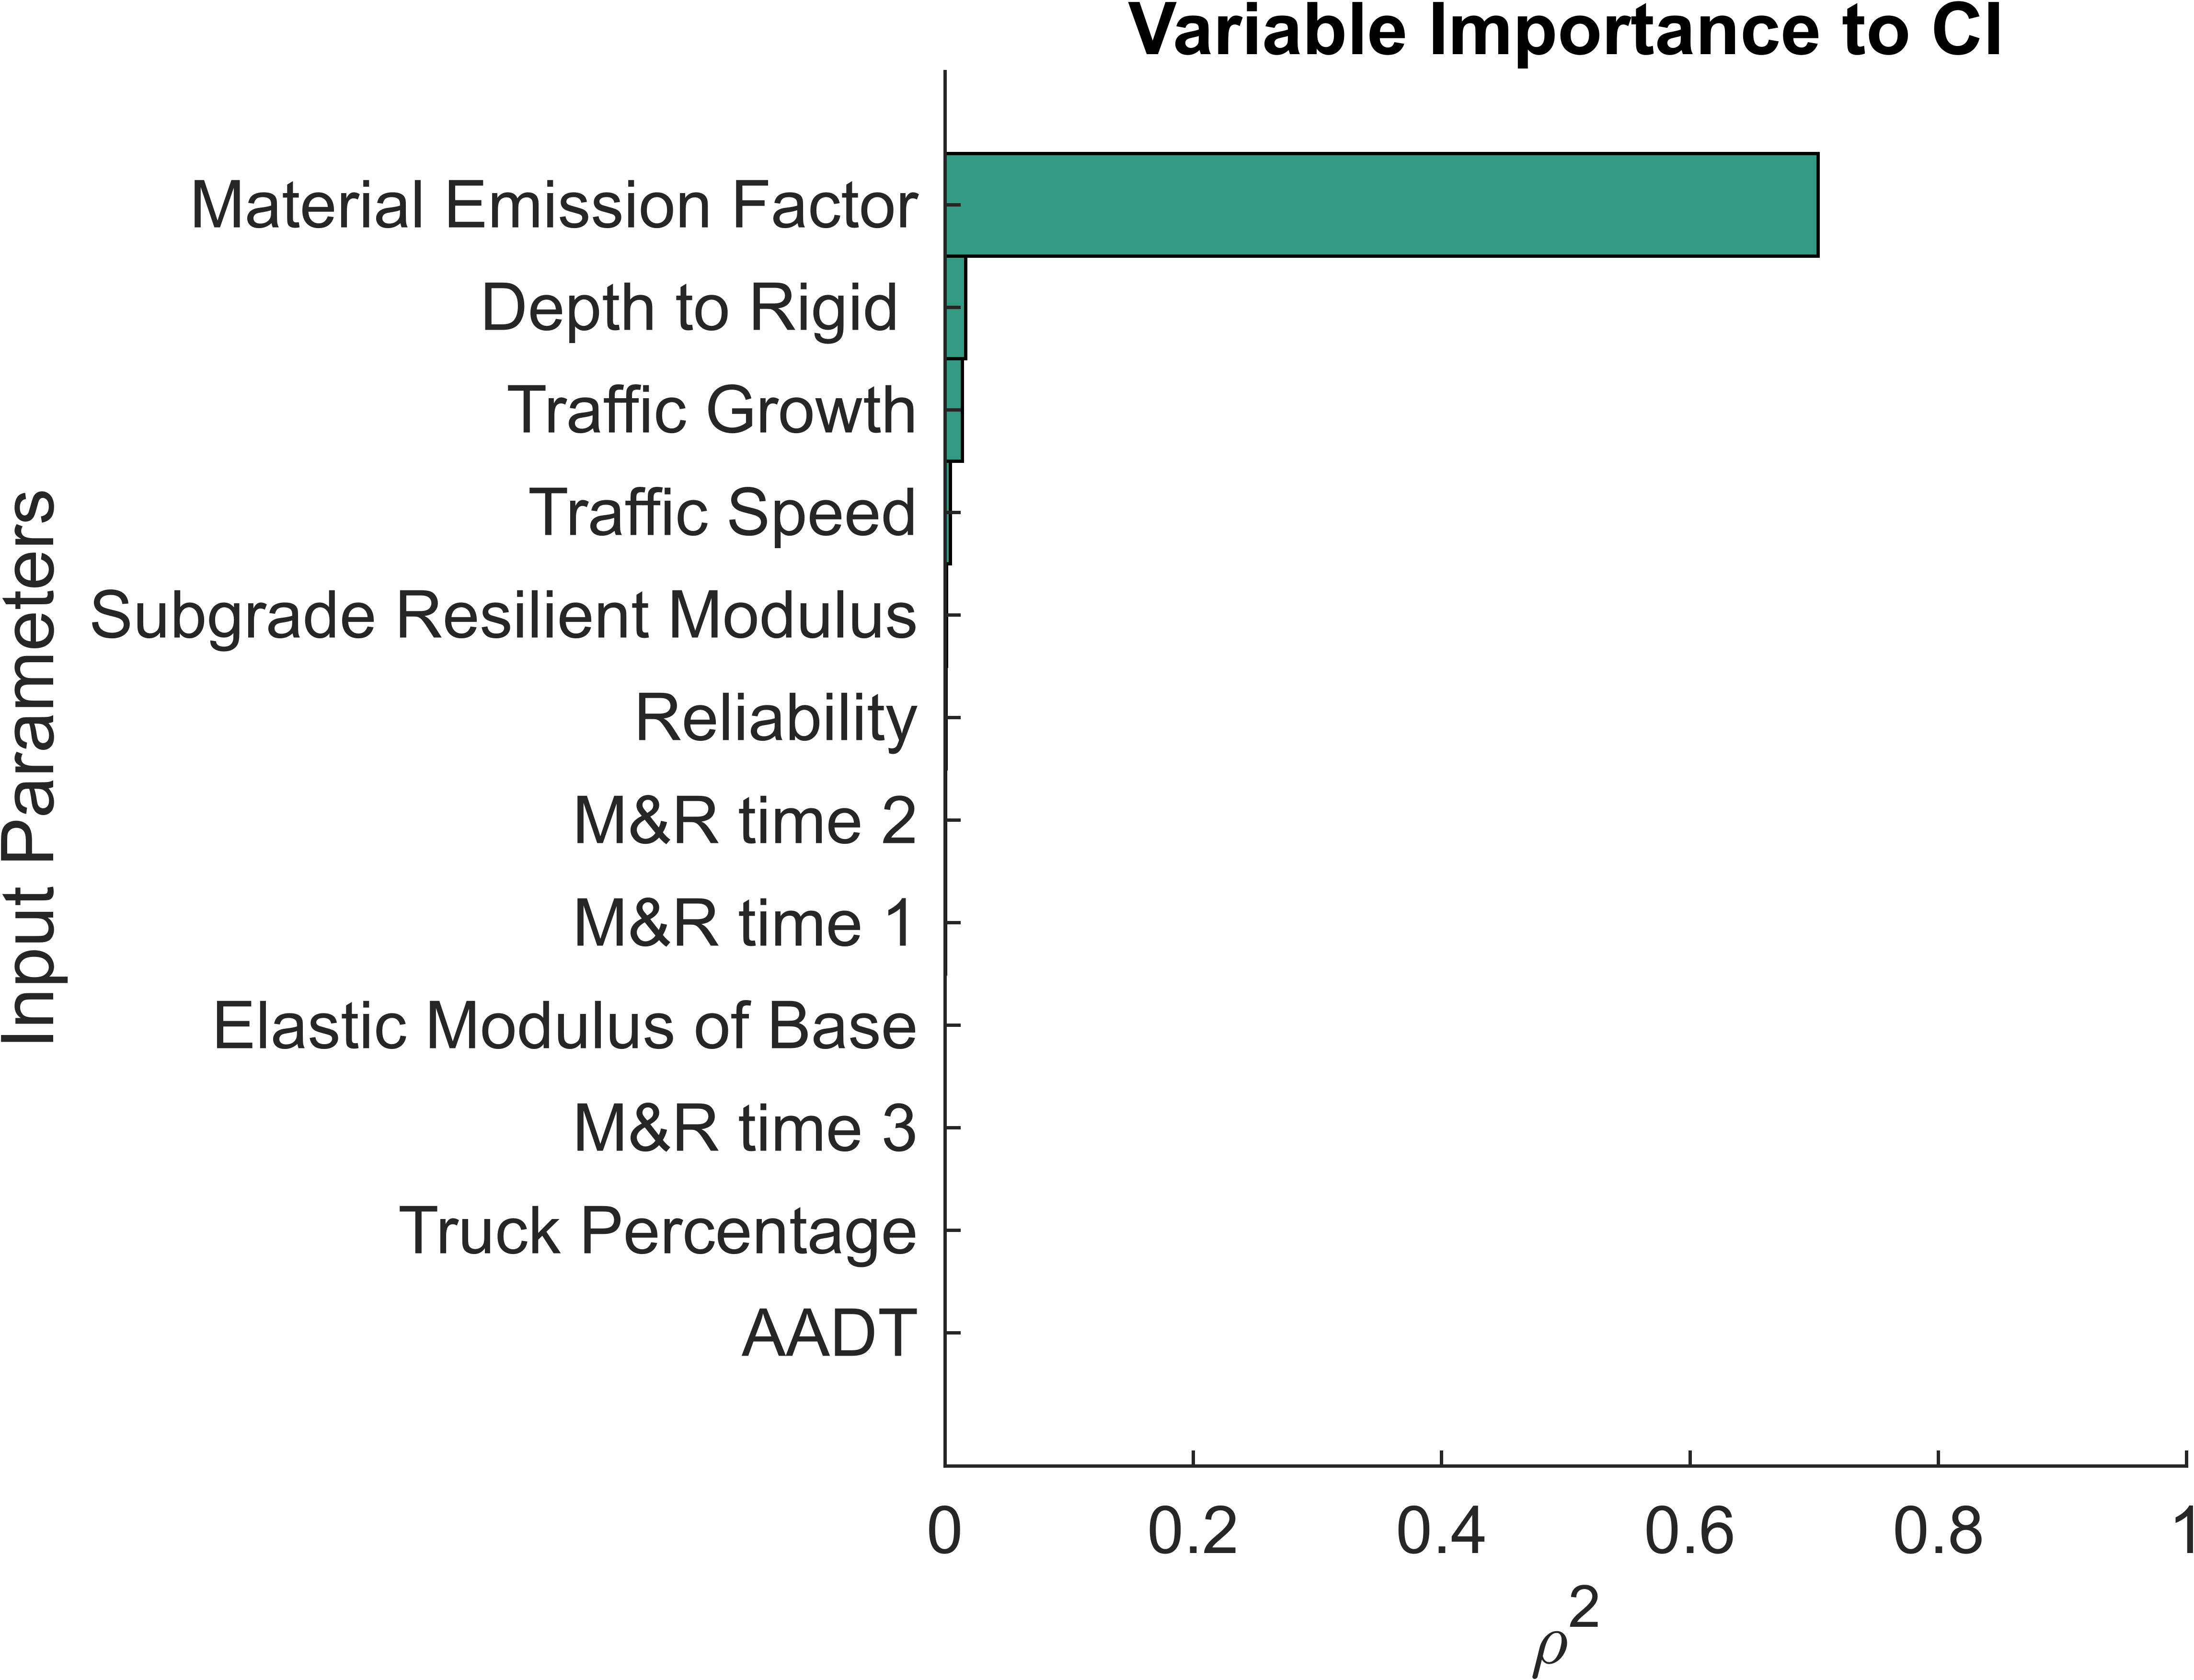 Variable Importance to CI
Input Parameters
Material Emission Factor
Depth to Rigid
Traffic Growth
Traffic Speed
Subgrade Resilient Modulus
Reliability
M&R time 2
M&R time 1
Elastic Modulus of Base
M&R time 3
Truck Percentage
AADT
0 0.2 0.4 0.6 0.8 1
ρ²